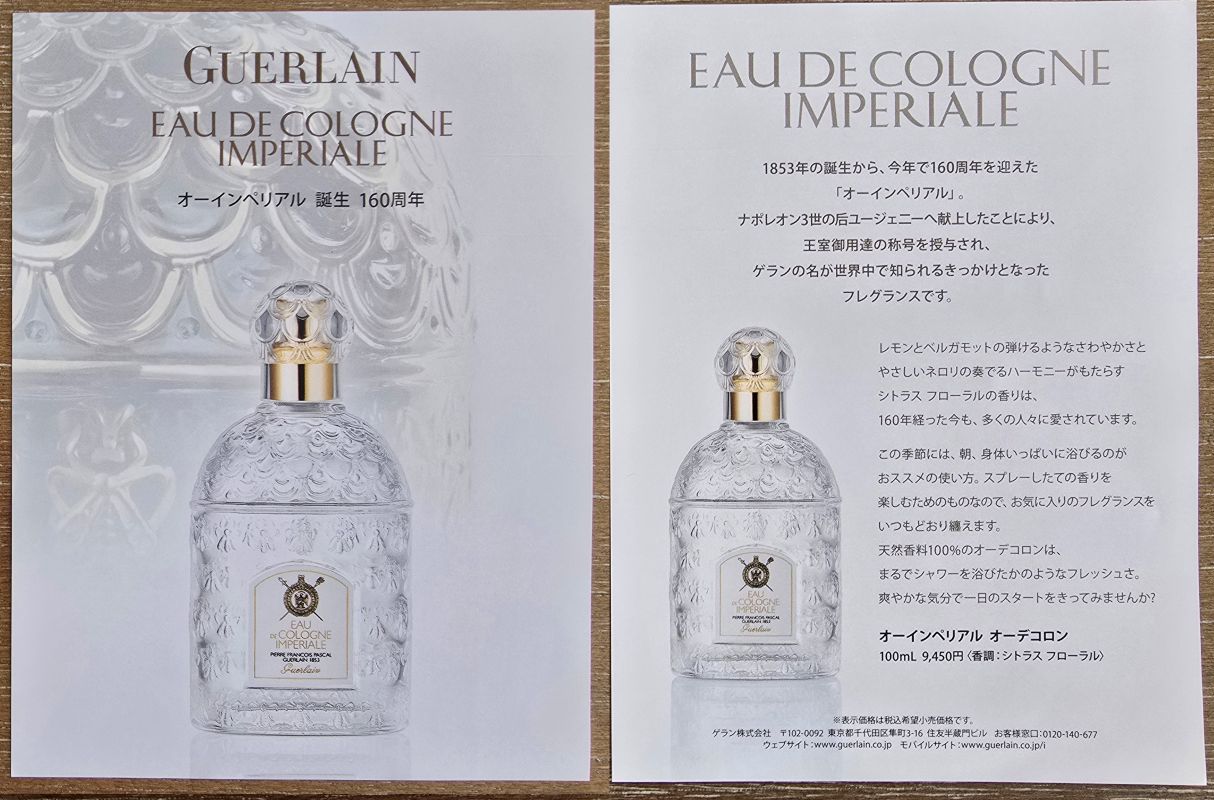 GUERLAIN
EAU DE COLOGNE
IMPERIALE
オーインペリアル 誕生 160周年
EAU
DE COLOGNE
IMPERIALE
PIERRE FRANCOIS PASCAL
GUERLAIN 1853
Guerlain
EAU DE COLOGNE
IMPERIALE
1853年の誕生から、今年で160周年を迎えた
「オーインペリアル」。
ナポレオン3世の后ユージェニーへ献上したことにより、
王室御用達の称号を授与され、
ゲランの名が世界中で知られるきっかけとなった
フレグランスです。
レモンとベルガモットの弾けるようなさわやかさと
やさしいネロリの奏でるハーモニーがもたらす
シトラス フローラルの香りは、
160年経った今も、多くの人々に愛されています。
この季節には、朝、身体いっぱいに浴びるのが
おススメの使い方。スプレーしたての香りを
楽しむためのものなので、お気に入りのフレグランスを
いつもどおり纏えます。
天然香料100%のオーデコロンは、
まるでシャワーを浴びたかのようなフレッシュさ。
爽やかな気分で一日のスタートをきってみませんか?
オーインペリアル オーデコロン
100mL 9,450円〈香調:シトラス フローラル〉
EAU
DE COLOGNE
IMPERIALE
PIERRE FRANCOIS PASCAL
GUERLAIN 1853
Guerlain
※表示価格は税込希望小売価格です。
ゲラン株式会社 〒102-0092 東京都千代田区隼町3-16 住友半蔵門ビル お客様窓口:0120-140-677
ウェブサイト:www.guerlain.co.jp モバイルサイト:www.guerlain.co.jp/i